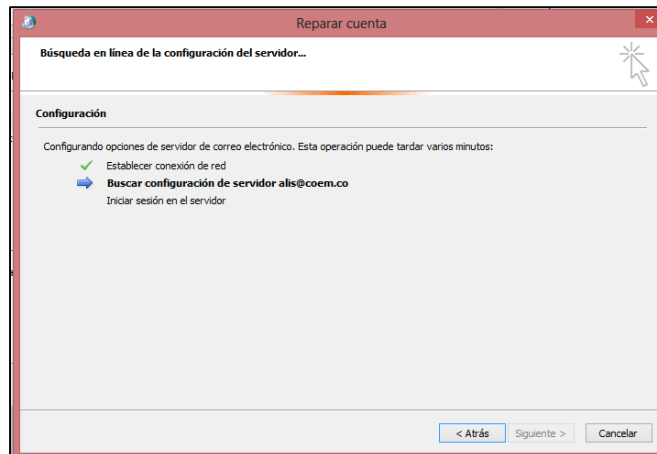 Reparar cuenta
Búsqueda en línea de la configuración del servidor...
Configuración
Configurando opciones de servidor de correo electrónico. Esta operación puede tardar varios minutos:
Establecer conexión de red
Buscar configuración de servidor alis@coem.co
Iniciar sesión en el servidor
< Atrás Siguiente > Cancelar